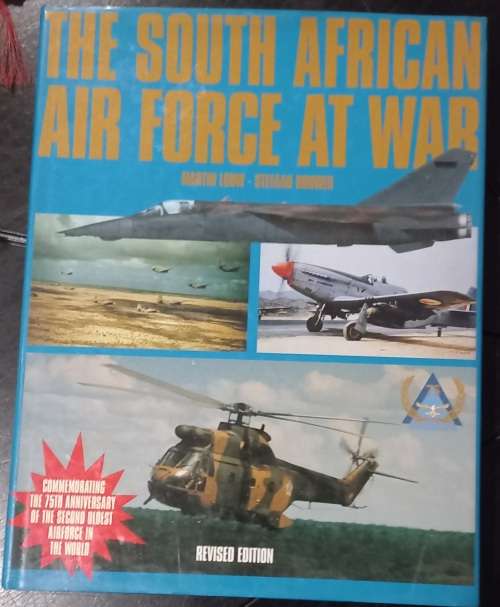 THE SOUTH AFRICAN
AIR FORCE AT WAR
COMMEMORATING
THE 75TH ANNIVERSARY
OF THE SECOND OLDEST
AIRFORCE IN
THE WORLD
REVISED EDITION